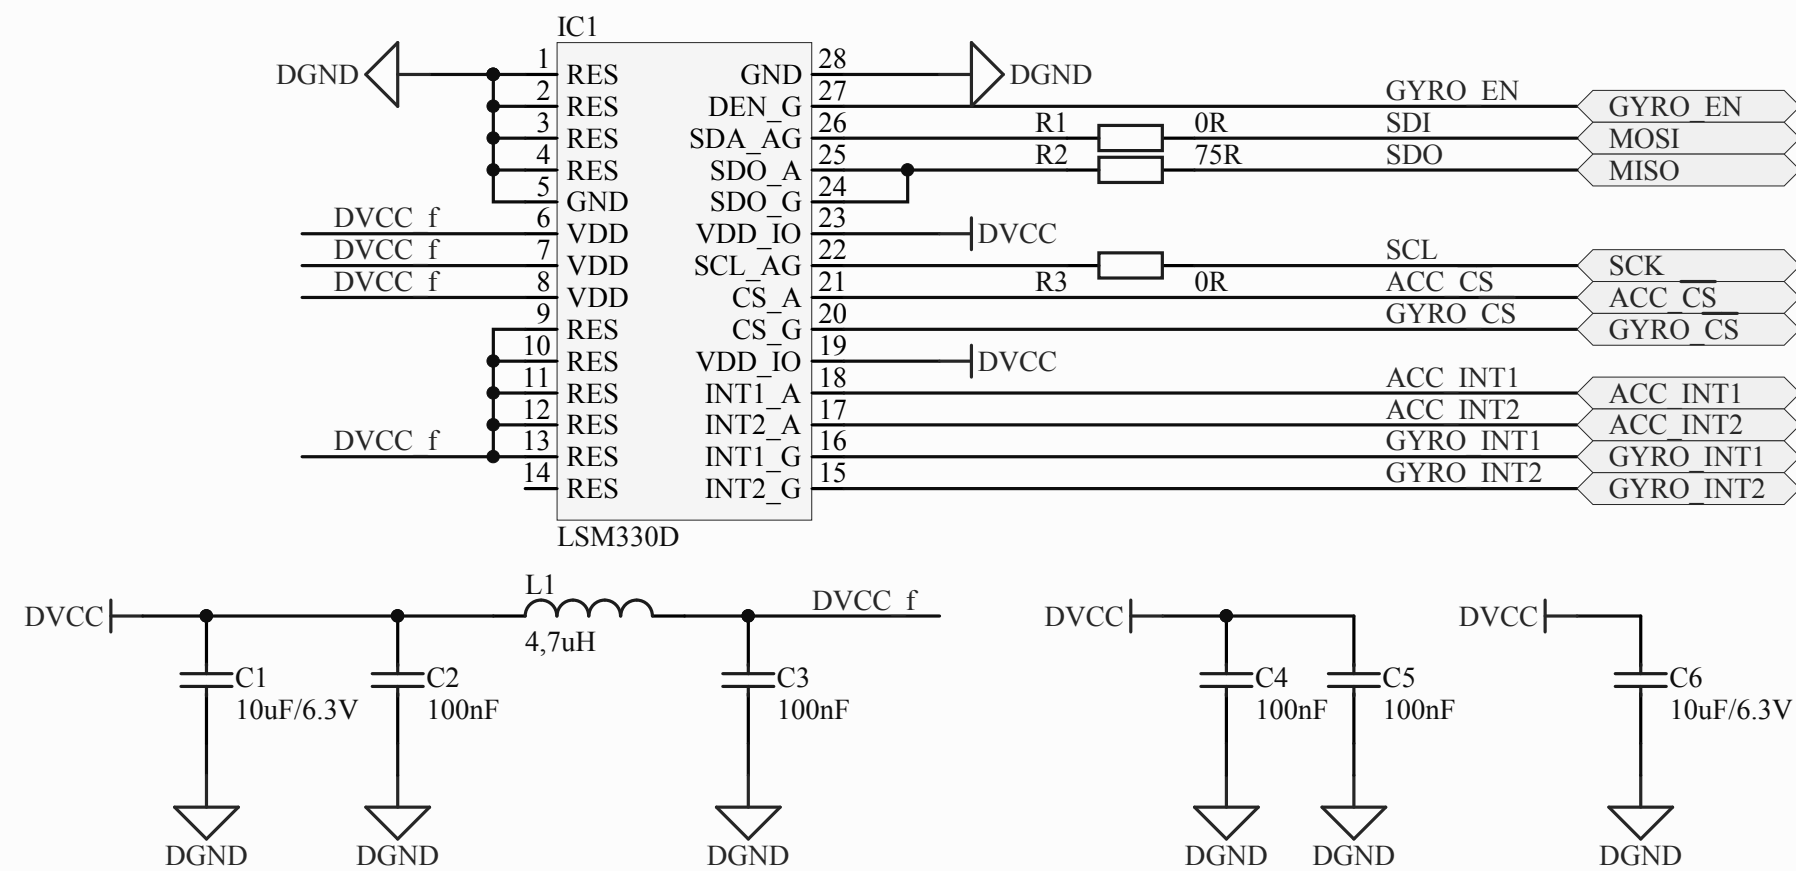 IC1
DGND 1 RES GND 28 DGND
2 RES DEN_G 27 GYRO_EN GYRO_EN
3 RES SDA_AG 26 R1 0R SDI MOSI
4 RES SDO_A 25 R2 75R SDO MISO
5 GND SDO_G 24
DVCC_f 6 VDD VDD_IO 23 DVCC
DVCC_f 7 VDD SCL_AG 22 SCL SCK
DVCC_f 8 VDD CS_A 21 R3 0R ACC_CS ACC_C̅S̅
9 RES CS_G 20 GYRO_CS GYRO_C̅S̅
10 RES VDD_IO 19 DVCC
11 RES INT1_A 18 ACC_INT1 ACC_INT1
12 RES INT2_A 17 ACC_INT2 ACC_INT2
DVCC_f 13 RES INT1_G 16 GYRO_INT1 GYRO_INT1
14 RES INT2_G 15 GYRO_INT2 GYRO_INT2
LSM330D
L1
DVCC DVCC_f DVCC DVCC
4,7uH
C1 C2 C3 C4 C5 C6
10uF/6.3V 100nF 100nF 100nF 100nF 10uF/6.3V
DGND DGND DGND DGND DGND DGND